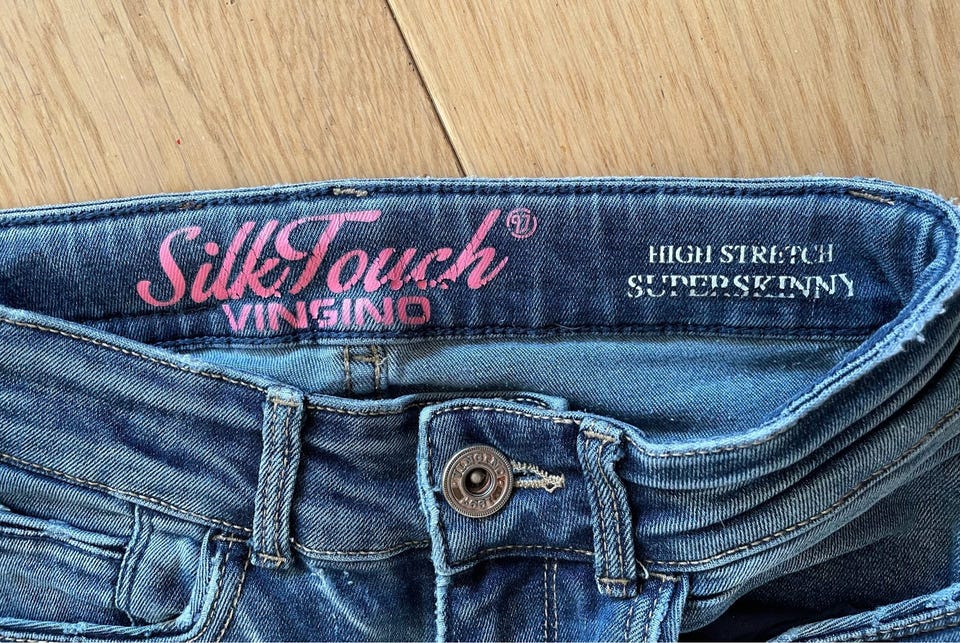 SilkTouch
VINGINO
HIGH STRETCH
SUPERSKINNY